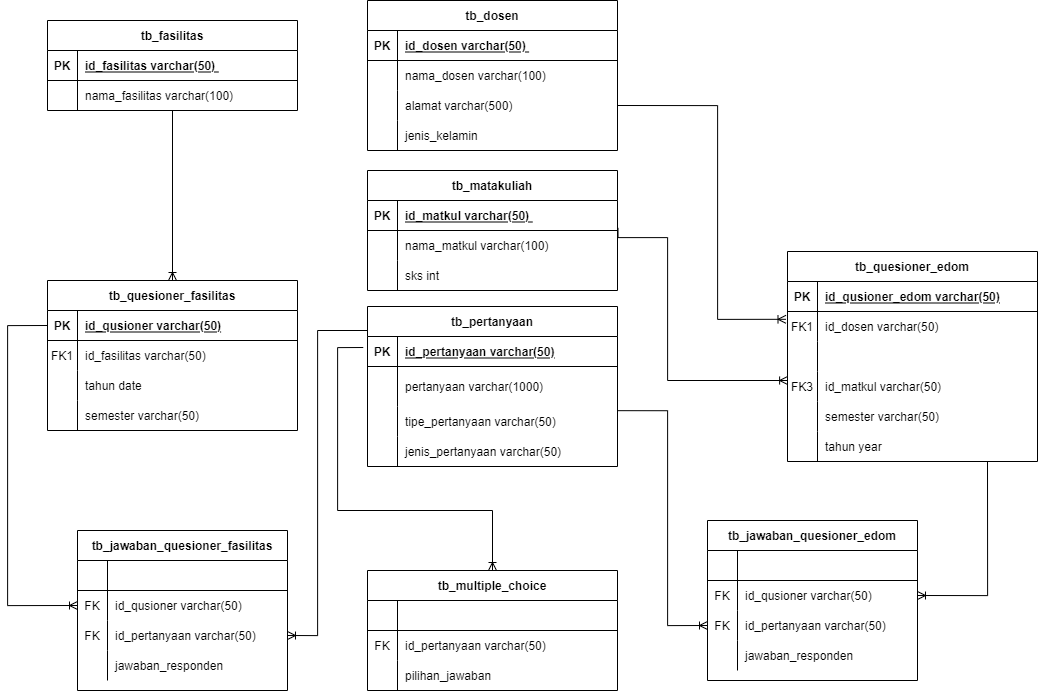 tb_fasilitas
PK id_fasilitas varchar(50)
nama_fasilitas varchar(100)
tb_dosen
PK id_dosen varchar(50)
nama_dosen varchar(100)
alamat varchar(500)
jenis_kelamin
tb_matakuliah
PK id_matkul varchar(50)
nama_matkul varchar(100)
sks int
tb_quesioner_edom
PK id_qusioner_edom varchar(50)
FK1 id_dosen varchar(50)
FK3 id_matkul varchar(50)
semester varchar(50)
tahun year
tb_quesioner_fasilitas
PK id_qusioner varchar(50)
FK1 id_fasilitas varchar(50)
tahun date
semester varchar(50)
tb_pertanyaan
PK id_pertanyaan varchar(50)
pertanyaan varchar(1000)
tipe_pertanyaan varchar(50)
jenis_pertanyaan varchar(50)
tb_jawaban_quesioner_fasilitas
FK id_qusioner varchar(50)
FK id_pertanyaan varchar(50)
jawaban_responden
tb_multiple_choice
FK id_pertanyaan varchar(50)
pilihan_jawaban
tb_jawaban_quesioner_edom
FK id_qusioner varchar(50)
FK id_pertanyaan varchar(50)
jawaban_responden